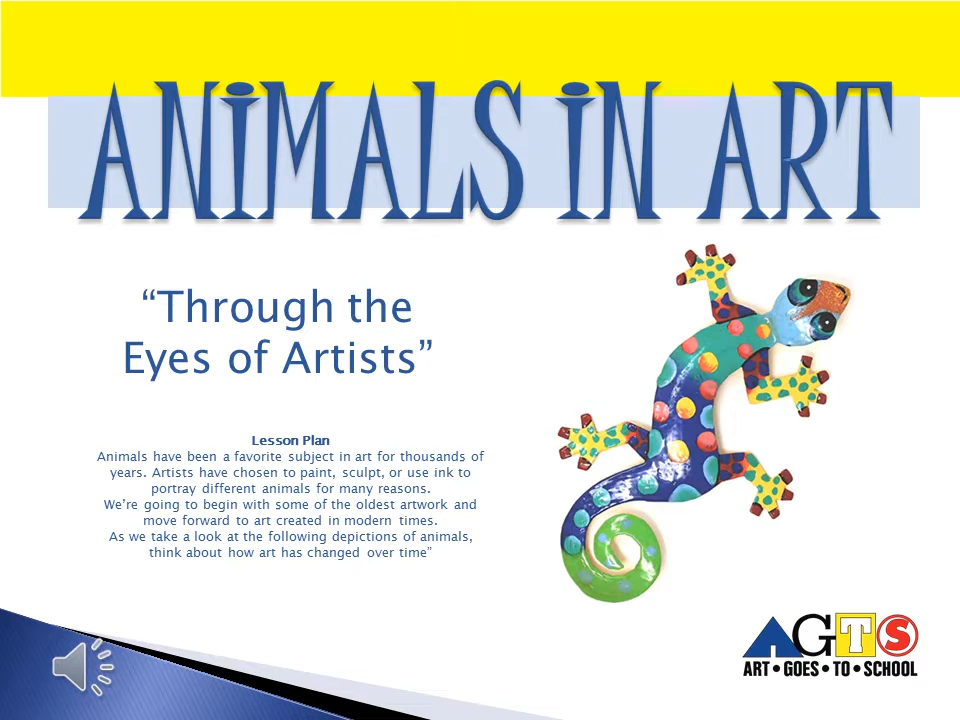 ANiMALS iN ART
“Through the
Eyes of Artists”
Lesson Plan
Animals have been a favorite subject in art for thousands of
years. Artists have chosen to paint, sculpt, or use ink to
portray different animals for many reasons.
We’re going to begin with some of the oldest artwork and
move forward to art created in modern times.
As we take a look at the following depictions of animals,
think about how art has changed over time”
AGTS
ART•GOES•TO•SCHOOL